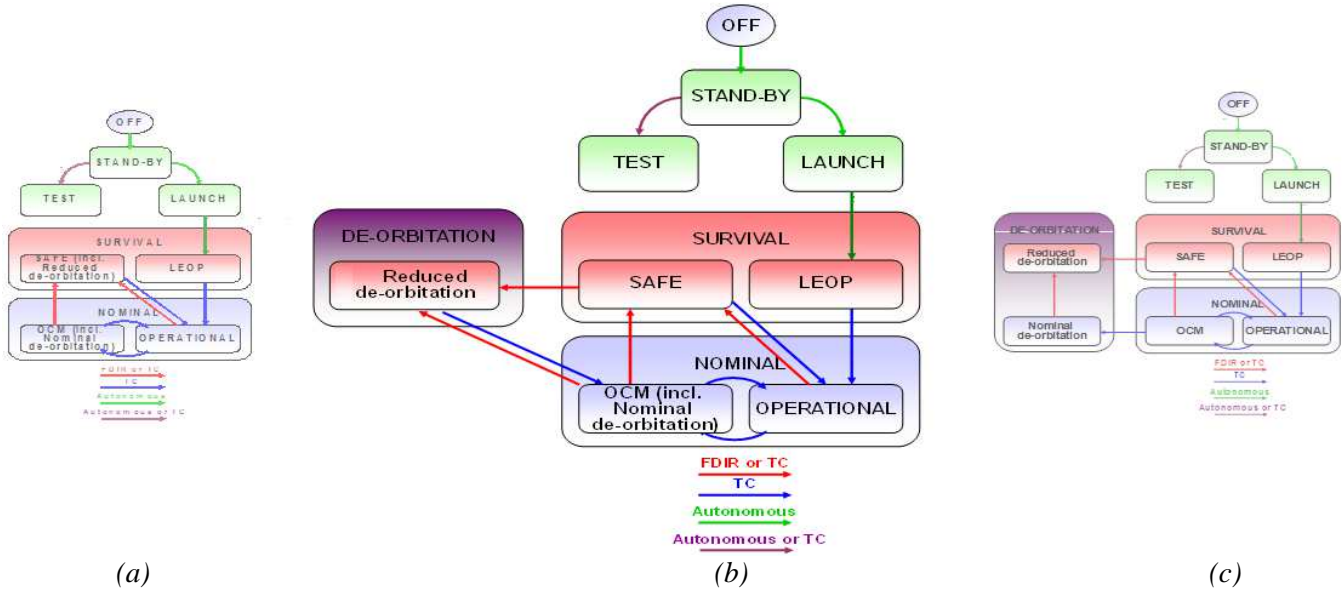 OFF
STAND-BY
TEST
LAUNCH
SURVIVAL
SAFE (incl.
Reduced
de-orbitation)
LEOP
NOMINAL
OCM (incl.
Nominal
de-orbitation)
OPERATIONAL
FDIR or TC
TC
Autonomous
Autonomous or TC
(a)
OFF
STAND-BY
TEST
LAUNCH
DE-ORBITATION
Reduced
de-orbitation
SURVIVAL
SAFE
LEOP
NOMINAL
OCM (incl.
Nominal
de-orbitation)
OPERATIONAL
FDIR or TC
TC
Autonomous
Autonomous or TC
(b)
OFF
STAND-BY
TEST
LAUNCH
DE-ORBITATION
Reduced
de-orbitation
Nominal
de-orbitation
SURVIVAL
SAFE
LEOP
NOMINAL
OCM
OPERATIONAL
FDIR or TC
TC
Autonomous
Autonomous or TC
(c)